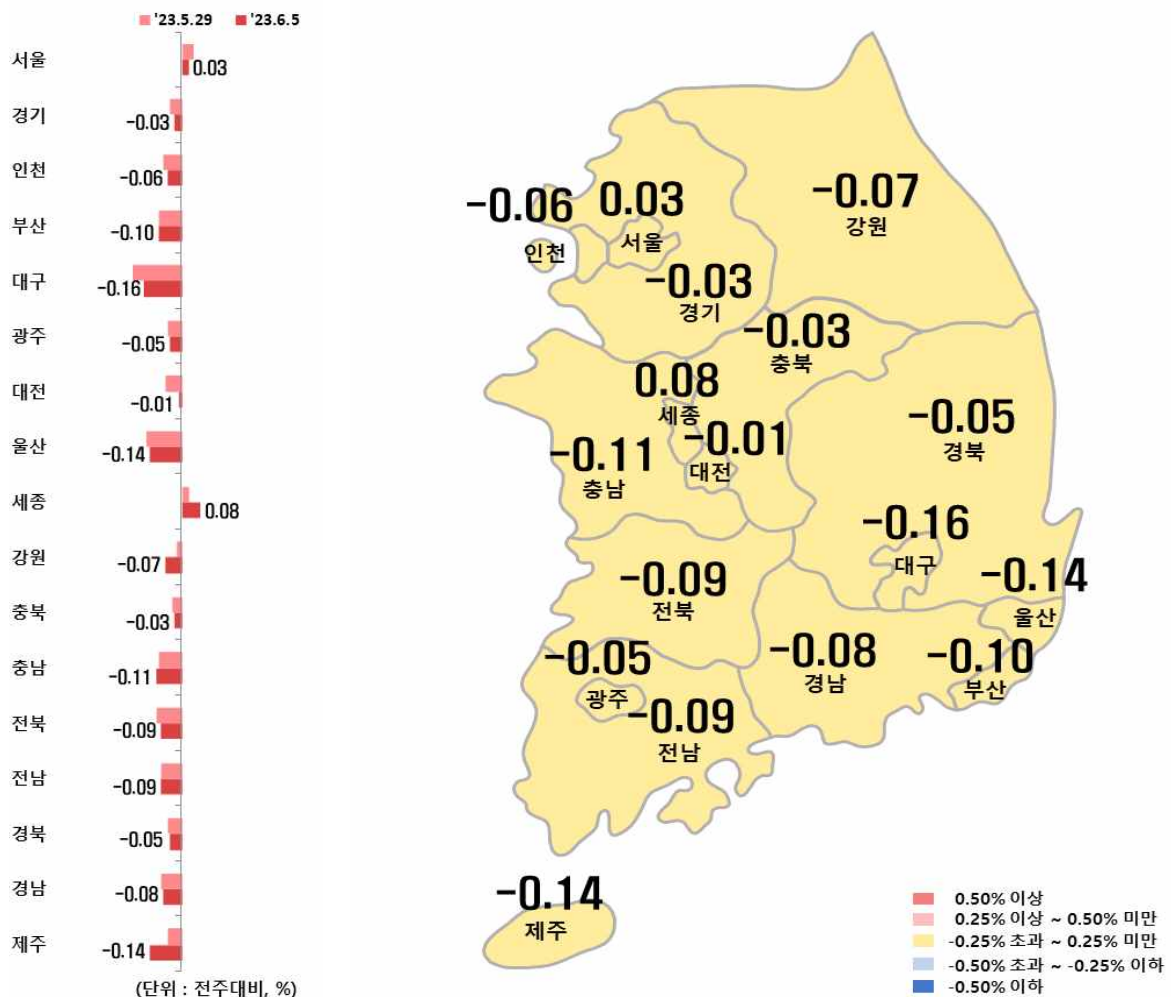 '23.5.29 '23.6.5
서울 0.03
경기 -0.03
인천 -0.06
부산 -0.10
대구 -0.16
광주 -0.05
대전 -0.01
울산 -0.14
세종 0.08
강원 -0.07
충북 -0.03
충남 -0.11
전북 -0.09
전남 -0.09
경북 -0.05
경남 -0.08
제주 -0.14
(단위 : 전주대비, %)
-0.07
강원
-0.06
인천
0.03
서울
-0.03
경기
-0.03
충북
0.08
세종
-0.01
대전
-0.11
충남
-0.05
경북
-0.16
대구
-0.14
울산
-0.09
전북
-0.08
경남
-0.10
부산
-0.05
광주
-0.09
전남
-0.14
제주
0.50% 이상
0.25% 이상 ~ 0.50% 미만
-0.25% 초과 ~ 0.25% 미만
-0.50% 초과 ~ -0.25% 이하
-0.50% 이하